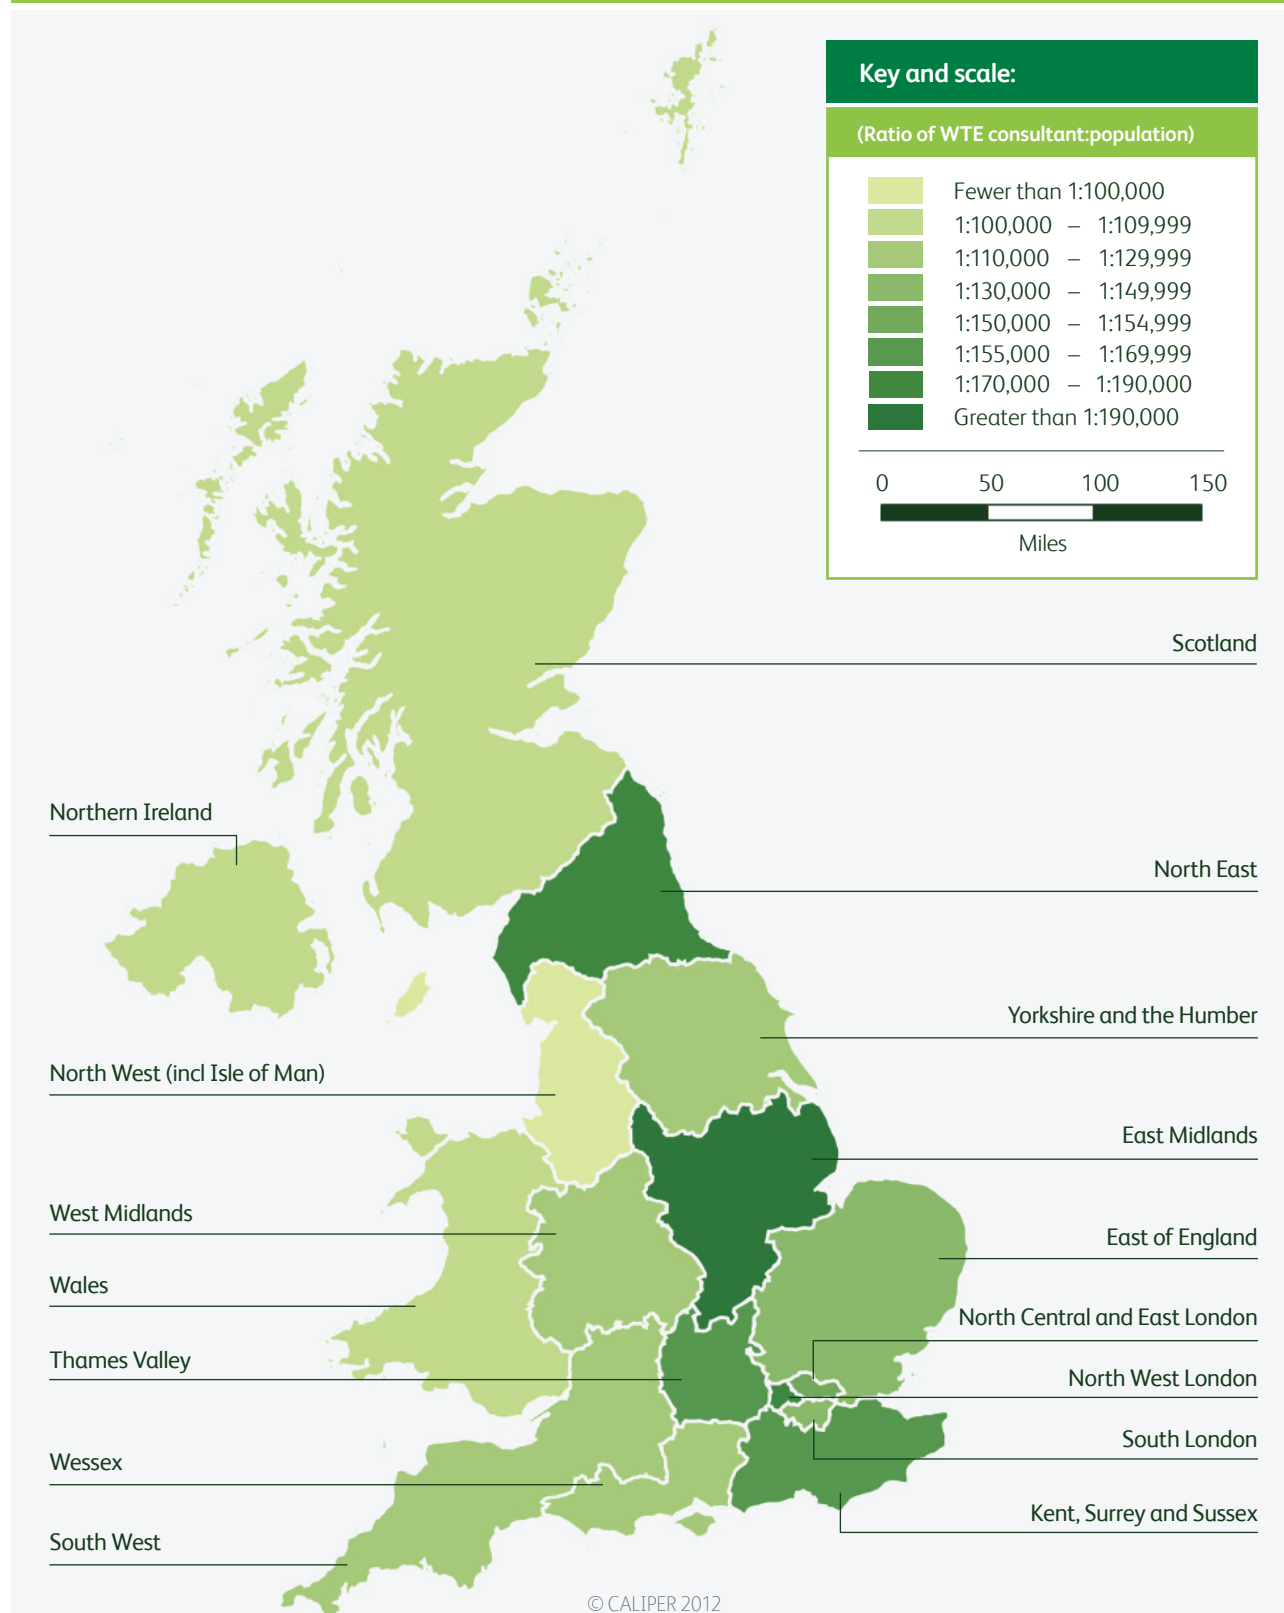 Key and scale:
(Ratio of WTE consultant:population)
Fewer than 1:100,000
1:100,000 – 1:109,999
1:110,000 – 1:129,999
1:130,000 – 1:149,999
1:150,000 – 1:154,999
1:155,000 – 1:169,999
1:170,000 – 1:190,000
Greater than 1:190,000
0 50 100 150
Miles
Scotland
Northern Ireland
North East
Yorkshire and the Humber
North West (incl Isle of Man)
East Midlands
West Midlands
East of England
Wales
North Central and East London
Thames Valley
North West London
South London
Wessex
Kent, Surrey and Sussex
South West
© CALIPER 2012